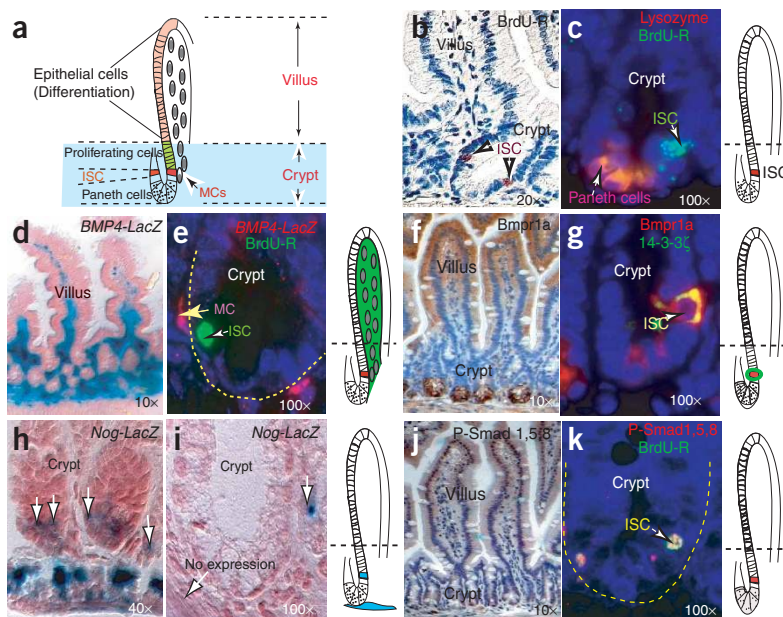 a
Epithelial cells
(Differentiation)
Villus
Proliferating cells
ISC
Paneth cells
Crypt
MCs
b
BrdU-R
Villus
Crypt
ISC
20×
c
Lysozyme
BrdU-R
Crypt
ISC
Paneth cells
100×
ISC
d
BMP4-LacZ
Villus
10×
e
BMP4-LacZ
BrdU-R
Crypt
MC
ISC
100×
f
Bmpr1a
Villus
Crypt
10×
g
Bmpr1a
14-3-3ζ
Crypt
ISC
100×
h
Nog-LacZ
Crypt
40×
i
Nog-LacZ
Crypt
No expression
100×
j
P-Smad 1,5,8
Villus
Crypt
10×
k
P-Smad1,5,8
BrdU-R
Crypt
ISC
100×